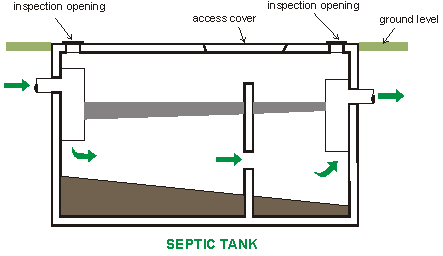 inspection opening
access cover
inspection opening
ground level
SEPTIC TANK